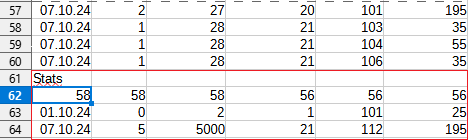 57 07.10.24 2 27 20 101 195
58 07.10.24 1 28 21 103 35
59 07.10.24 1 28 21 104 55
60 07.10.24 1 28 21 106 35
61 Stats
62 58 58 58 56 56 56
63 01.10.24 0 2 1 101 25
64 07.10.24 5 5000 21 112 195